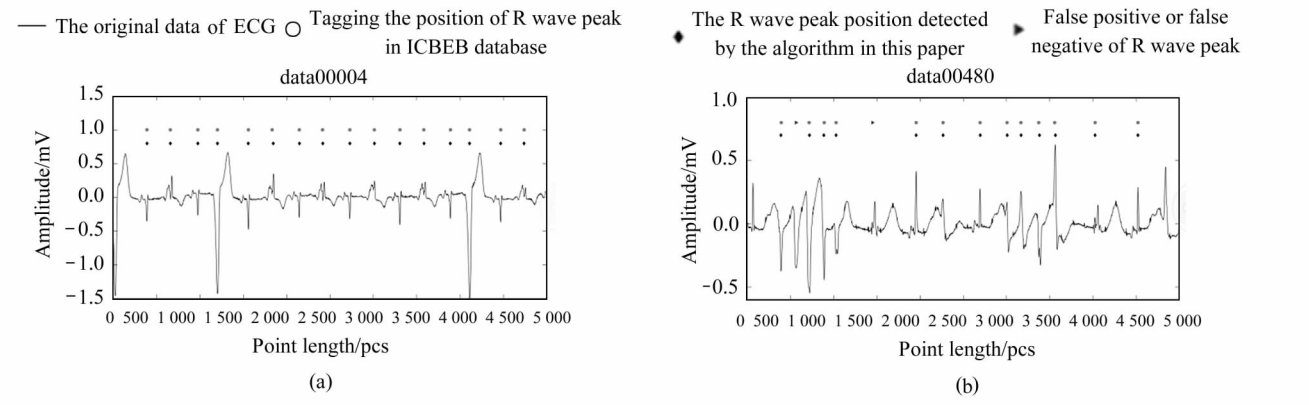 The original data of ECG
Tagging the position of R wave peak
in ICBEB database
The R wave peak position detected
by the algorithm in this paper
False positive or false
negative of R wave peak
data00004
1.5
1.0
0.5
0.0
−0.5
−1.0
−1.5
Amplitude/mV
0 500 1 000 1 500 2 000 2 500 3 000 3 500 4 000 4 500 5 000
Point length/pcs
(a)
data00480
1.0
0.5
0.0
−0.5
Amplitude/mV
0 500 1 000 1 500 2 000 2 500 3 000 3 500 4 000 4 500 5 000
Point length/pcs
(b)